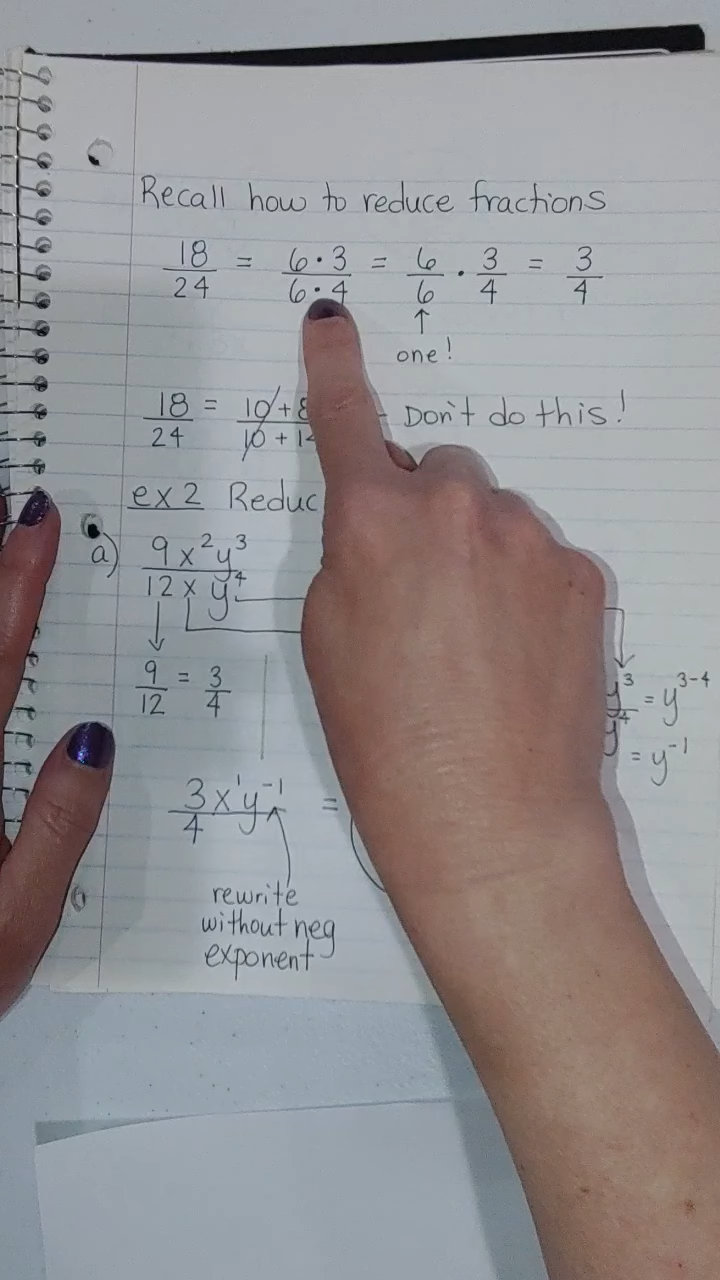 Recall how to reduce fractions
18/24 = 6·3/6·4 = 6/6 · 3/4 = 3/4
↑
one!
18/24 = 10+8/10+1 Don't do this!
ex2 Reduc
a) 9x²y³/12xy⁴
9/12 = 3/4
y³/y⁴ = y³⁻⁴
= y⁻¹
3x¹y⁻¹/4 =
rewrite
without neg
exponent